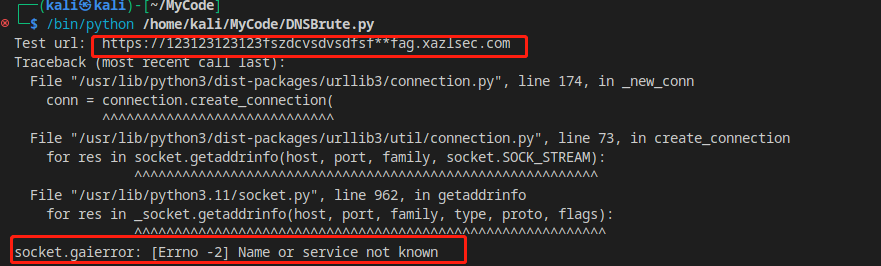 (kali㉿kali)-[~/MyCode]
$ /bin/python /home/kali/MyCode/DNSBrute.py
Test url: https://123123123123fszdcvsdvsdfsf**fag.xazlsec.com
Traceback (most recent call last):
File "/usr/lib/python3/dist-packages/urllib3/connection.py", line 174, in _new_conn
conn = connection.create_connection(
^^^^^^^^^^^^^^^^^^^^^^^^^^^^
File "/usr/lib/python3/dist-packages/urllib3/util/connection.py", line 73, in create_connection
for res in socket.getaddrinfo(host, port, family, socket.SOCK_STREAM):
^^^^^^^^^^^^^^^^^^^^^^^^^^^^^^^^^^^^^^^^^^^^^^^^^^^^^^^^^^
File "/usr/lib/python3.11/socket.py", line 962, in getaddrinfo
for res in _socket.getaddrinfo(host, port, family, type, proto, flags):
^^^^^^^^^^^^^^^^^^^^^^^^^^^^^^^^^^^^^^^^^^^^^^^^^^^^^^^^^^^
socket.gaierror: [Errno -2] Name or service not known